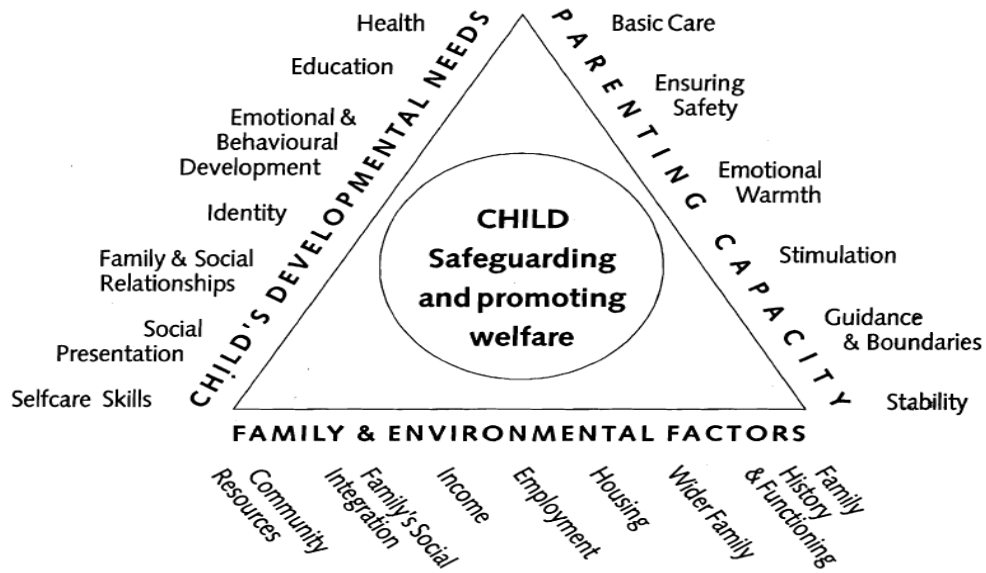 Health
Education
Emotional &
Behavioural
Development
Identity
Family & Social
Relationships
Social
Presentation
Selfcare Skills
CHILD'S DEVELOPMENTAL NEEDS
PARENTING CAPACITY
Basic Care
Ensuring
Safety
Emotional
Warmth
Stimulation
Guidance
& Boundaries
Stability
CHILD
Safeguarding
and promoting
welfare
FAMILY & ENVIRONMENTAL FACTORS
Community
Resources
Family's Social
Integration
Income
Employment
Housing
Wider Family
Family
History
& Functioning